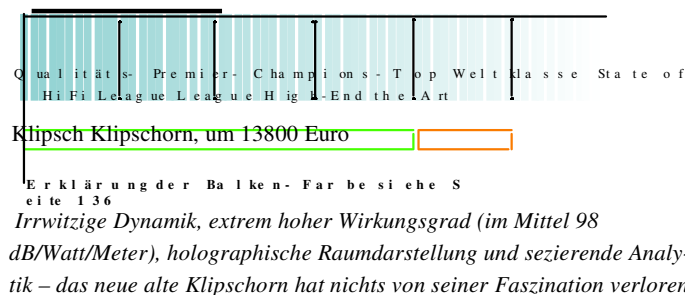 Qualitäts- Premier- Champions- Top Weltklasse State of
HiFi League League High-End the Art
Klipsch Klipschorn, um 13800 Euro
Erklärung der Balken-Farbe siehe S
eite 136
Irrwitzige Dynamik, extrem hoher Wirkungsgrad (im Mittel 98
dB/Watt/Meter), holographische Raumdarstellung und sezierende Analy-
tik – das neue alte Klipschorn hat nichts von seiner Faszination verloren